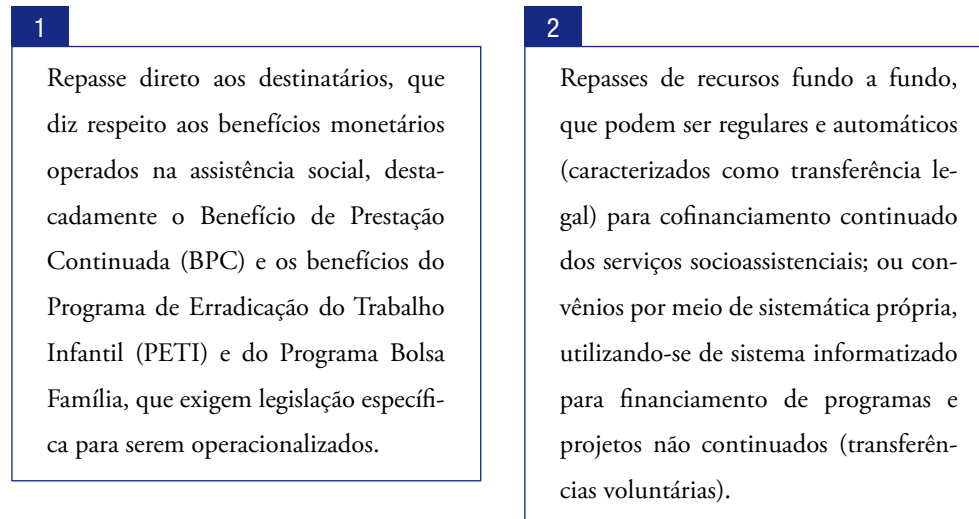 1
Repasse direto aos destinatários, que
diz respeito aos benefícios monetários
operados na assistência social, desta-
cadamente o Benefício de Prestação
Continuada (BPC) e os benefícios do
Programa de Erradicação do Trabalho
Infantil (PETI) e do Programa Bolsa
Família, que exigem legislação específi-
ca para serem operacionalizados.
2
Repasses de recursos fundo a fundo,
que podem ser regulares e automáticos
(caracterizados como transferência le-
gal) para cofinanciamento continuado
dos serviços socioassistenciais; ou con-
vênios por meio de sistemática própria,
utilizando-se de sistema informatizado
para financiamento de programas e
projetos não continuados (transferên-
cias voluntárias).